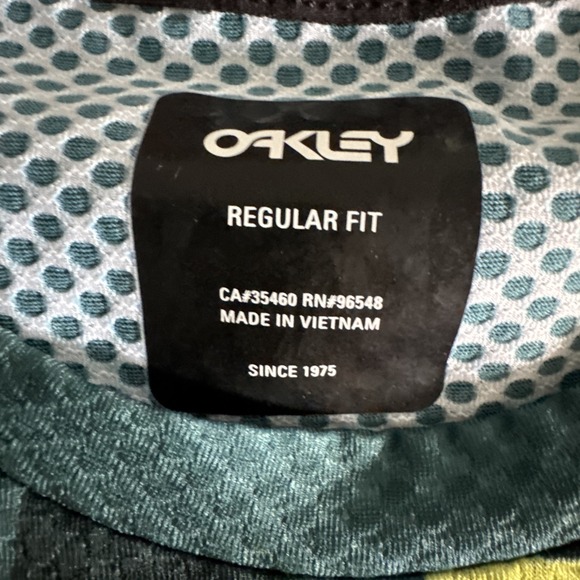 OAKLEY
REGULAR FIT
CA#35460 RN#96548
MADE IN VIETNAM
SINCE 1975